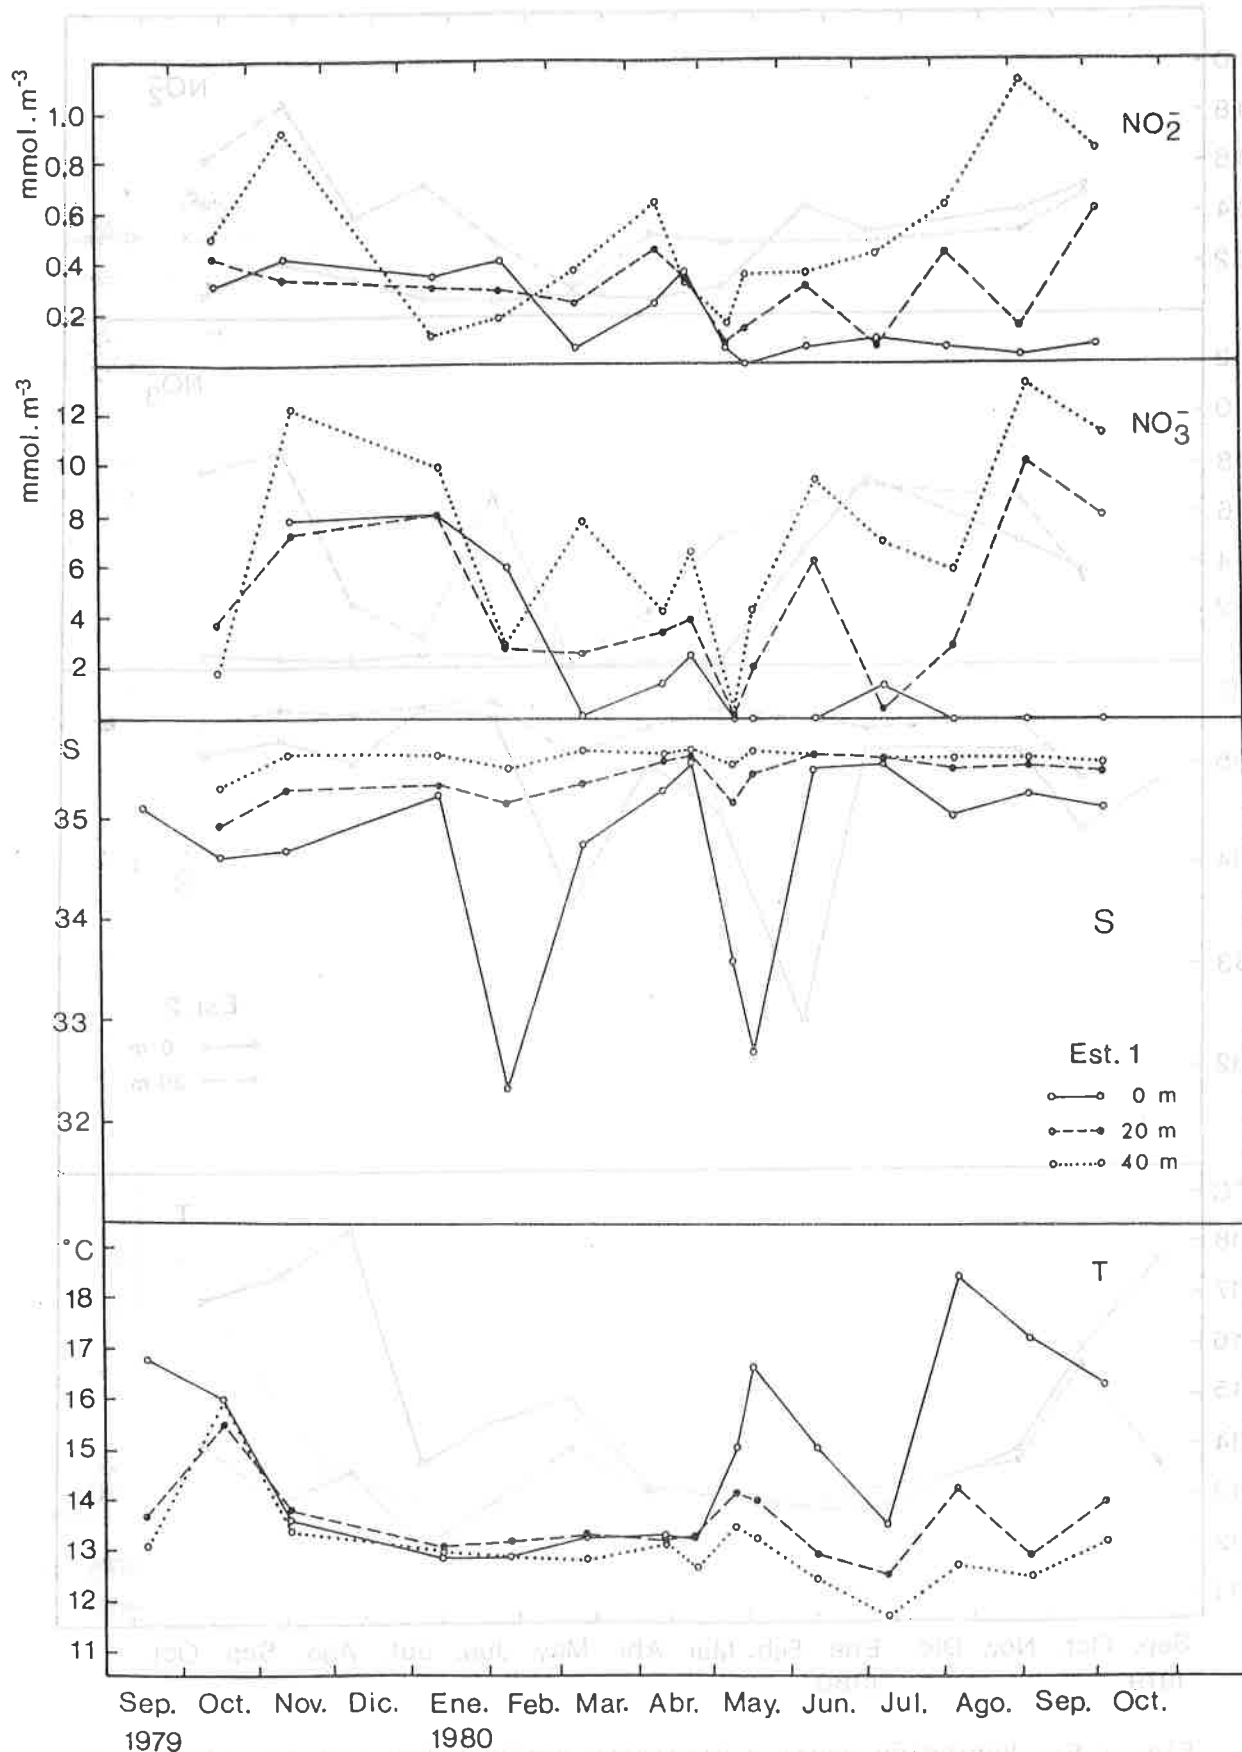 mmol.m⁻³
1.0
0.8
0.6
0.4
0.2
NO₂⁻
mmol.m⁻³
12
10
8
6
4
2
NO₃⁻
S
35
34
33
32
S
Est. 1
0 m
20 m
40 m
°C
18
17
16
15
14
13
12
11
T
Sep. Oct. Nov. Dic. Ene. Feb. Mar. Abr. May. Jun. Jul. Ago. Sep. Oct.
1979 1980